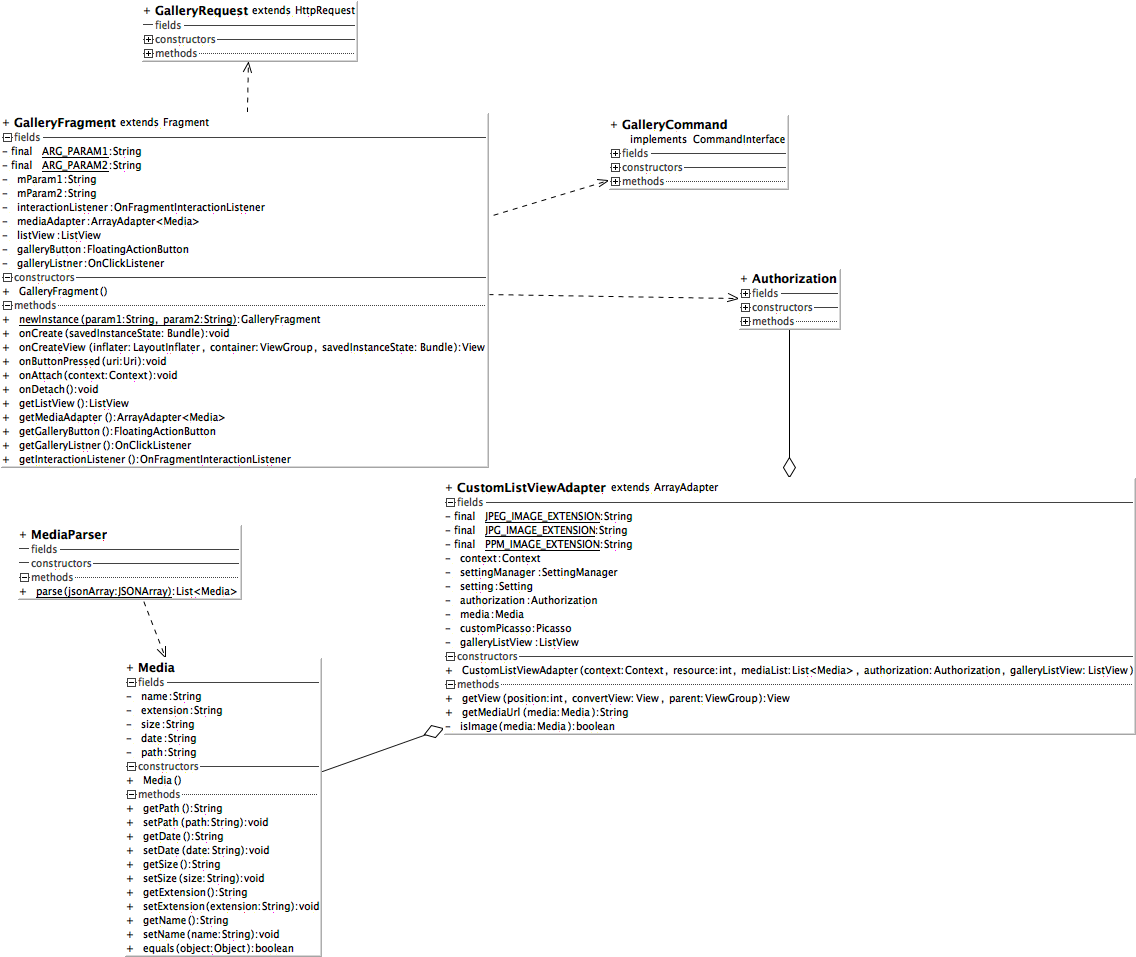 + GalleryRequest extends HttpRequest
fields
constructors
methods
+ GalleryFragment extends Fragment
fields
- final ARG_PARAM1:String
- final ARG_PARAM2:String
- mParam1:String
- mParam2:String
- interactionListener:OnFragmentInteractionListener
- mediaAdapter:ArrayAdapter<Media>
- listView:ListView
- galleryButton:FloatingActionButton
- galleryListner:OnClickListener
constructors
+ GalleryFragment()
methods
+ newInstance(param1:String, param2:String):GalleryFragment
+ onCreate(savedInstanceState: Bundle):void
+ onCreateView(inflater: LayoutInflater, container:ViewGroup, savedInstanceState: Bundle):View
+ onButtonPressed(uri:Uri):void
+ onAttach(context:Context):void
+ onDetach():void
+ getListView():ListView
+ getMediaAdapter():ArrayAdapter<Media>
+ getGalleryButton():FloatingActionButton
+ getGalleryListner():OnClickListener
+ getInteractionListener():OnFragmentInteractionListener
+ GalleryCommand
implements CommandInterface
fields
constructors
methods
+ Authorization
fields
constructors
methods
+ CustomListViewAdapter extends ArrayAdapter
fields
- final JPEG_IMAGE_EXTENSION:String
- final JPG_IMAGE_EXTENSION:String
- final PPM_IMAGE_EXTENSION:String
- context:Context
- settingManager:SettingManager
- setting:Setting
- authorization:Authorization
- media:Media
- customPicasso:Picasso
- galleryListView:ListView
constructors
+ CustomListViewAdapter(context:Context, resource:int, mediaList:List<Media>, authorization:Authorization, galleryListView: ListView)
methods
+ getView(position:int, convertView: View, parent:ViewGroup):View
+ getMediaUrl(media:Media):String
- isImage(media:Media):boolean
+ MediaParser
fields
constructors
methods
+ parse(jsonArray:JSONArray):List<Media>
+ Media
fields
- name:String
- extension:String
- size:String
- date:String
- path:String
constructors
+ Media()
methods
+ getPath():String
+ setPath(path:String):void
+ getDate():String
+ setDate(date:String):void
+ getSize():String
+ setSize(size:String):void
+ getExtension():String
+ setExtension(extension:String):void
+ getName():String
+ setName(name:String):void
+ equals(object:Object):boolean